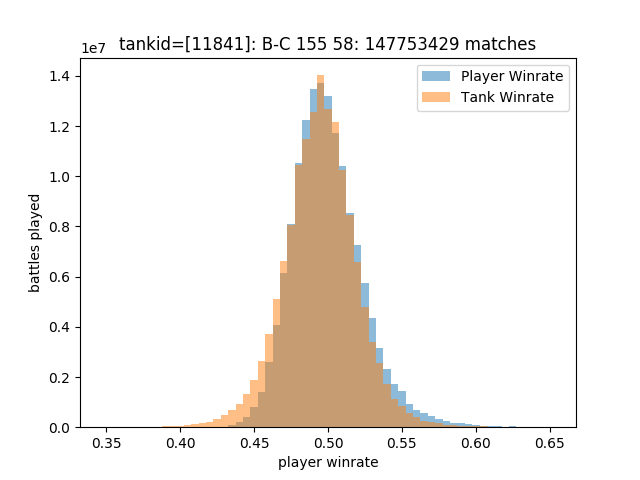 tankid=[11841]: B-C 155 58: 147753429 matches
1e7
Player Winrate
Tank Winrate
1.4
1.2
1.0
0.8
0.6
0.4
0.2
0.0
battles played
0.35 0.40 0.45 0.50 0.55 0.60 0.65
player winrate